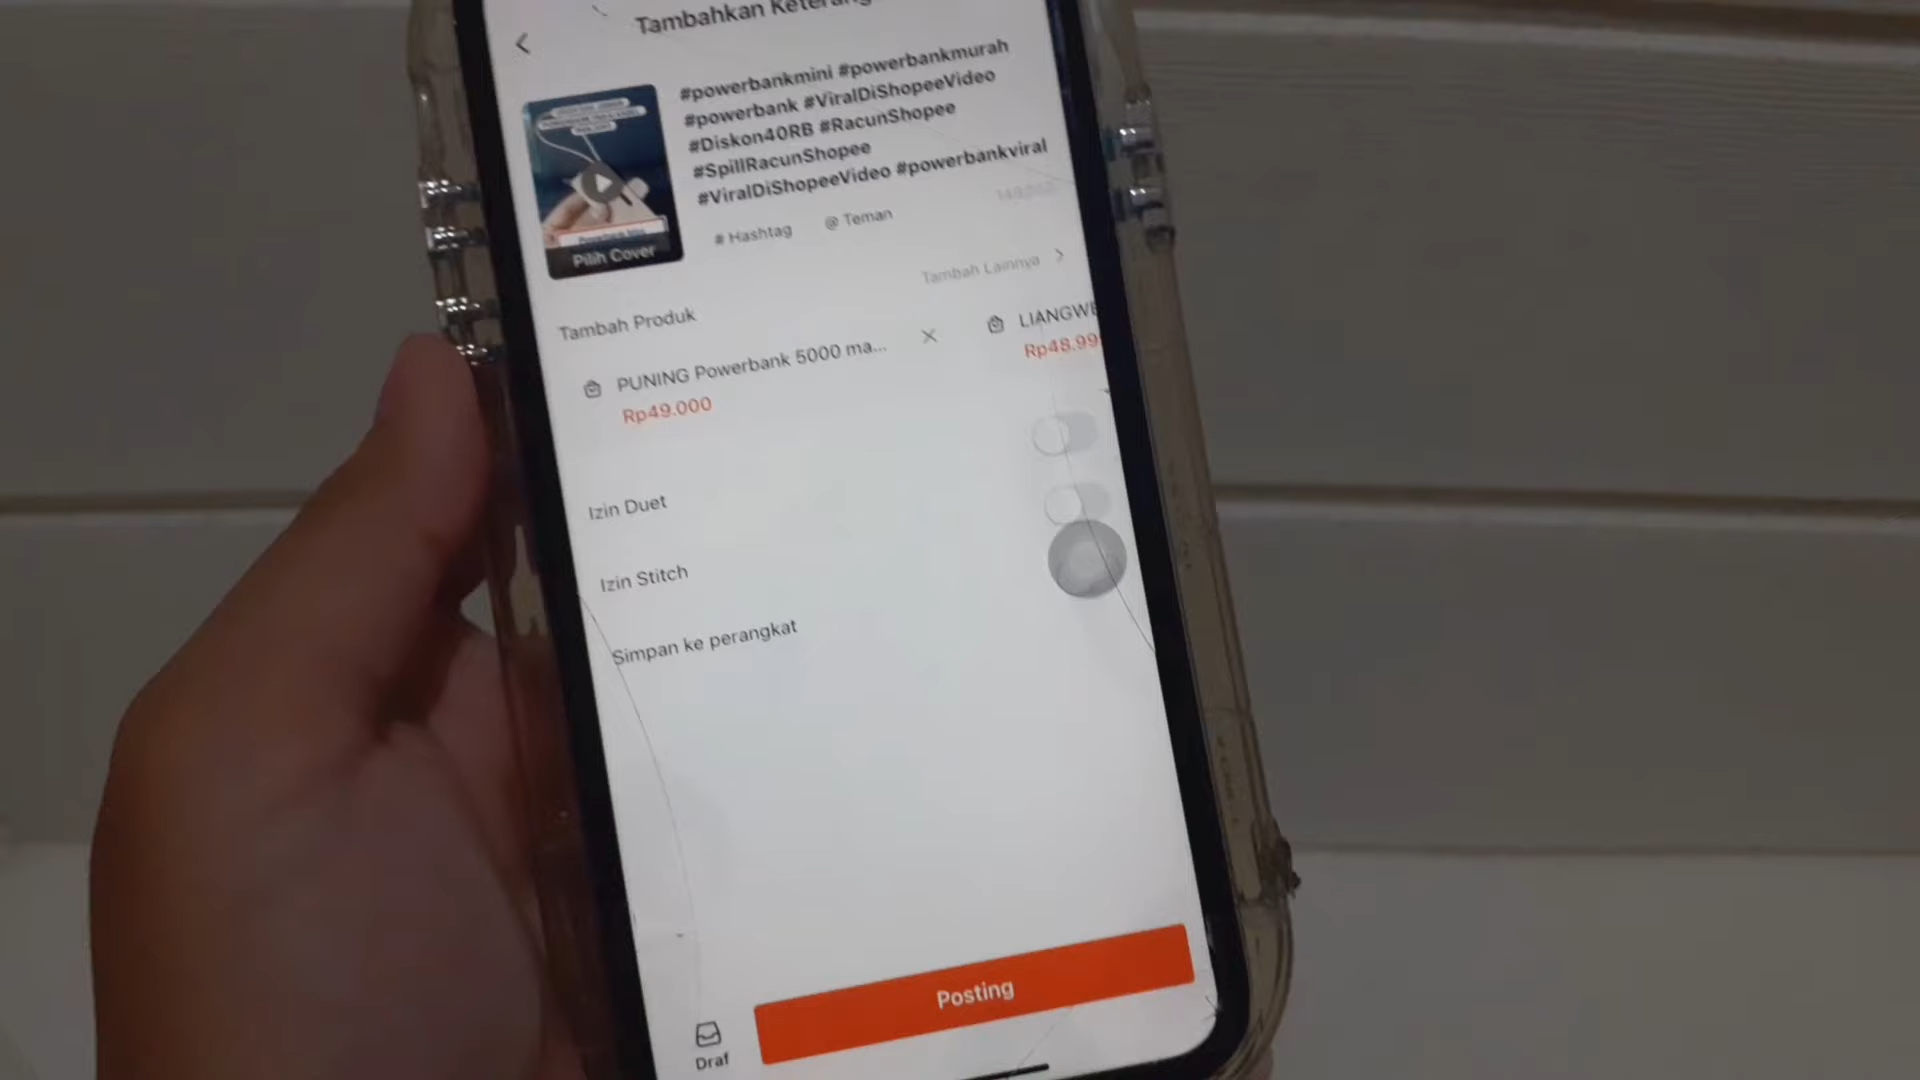 Tambahkan
#powerbankmini #powerbankmurah
#powerbank #ViralDiShopeeVideo
#Diskon40RB #RacunShopee
#SpillRacunShopee
#ViralDiShopeeVideo #powerbankviral
Pilih Cover
# Hashtag
@ Teman
Tambah Lainnya
Tambah Produk
PUNING Powerbank 5000 ma...
Rp49.000
LIANGWE
Rp48.99
Izin Duet
Izin Stitch
Simpan ke perangkat
Draf
Posting